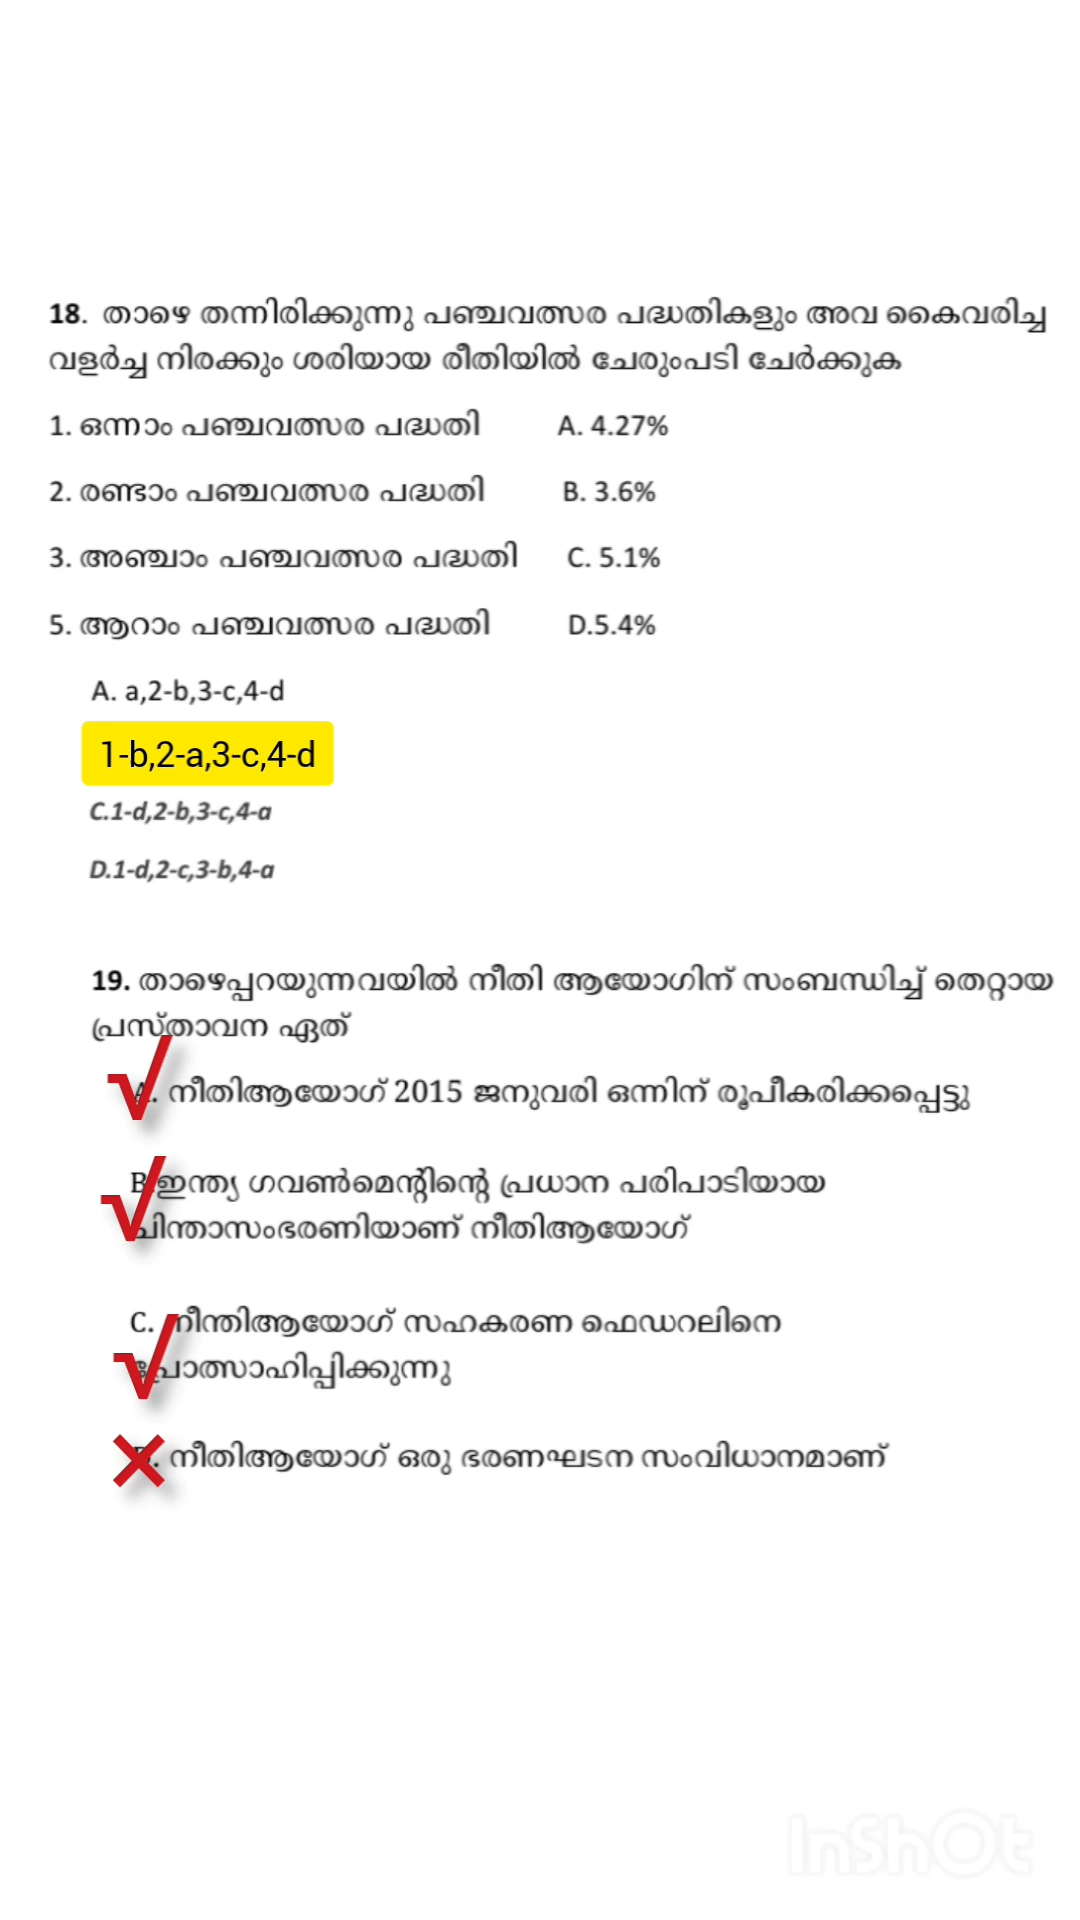 18. താഴെ തന്നിരിക്കുന്നു പഞ്ചവത്സര പദ്ധതികളും അവ കൈവരിച്ച
വളർച്ച നിരക്കും ശരിയായ രീതിയിൽ ചേരുംപടി ചേർക്കുക
1. ഒന്നാം പഞ്ചവത്സര പദ്ധതി A. 4.27%
2. രണ്ടാം പഞ്ചവത്സര പദ്ധതി B. 3.6%
3. അഞ്ചാം പഞ്ചവത്സര പദ്ധതി C. 5.1%
5. ആറാം പഞ്ചവത്സര പദ്ധതി D.5.4%
A. a,2-b,3-c,4-d
1-b,2-a,3-c,4-d
C.1-d,2-b,3-c,4-a
D.1-d,2-c,3-b,4-a
19. താഴെപ്പറയുന്നവയിൽ നീതി ആയോഗിന് സംബന്ധിച്ച് തെറ്റായ
പ്രസ്താവന ഏത്
A. നീതിആയോഗ് 2015 ജനുവരി ഒന്നിന് രൂപീകരിക്കപ്പെട്ടു
B ഇന്ത്യ ഗവൺമെന്റിന്റെ പ്രധാന പരിപാടിയായ
ചിന്താസംഭരണിയാണ് നീതിആയോഗ്
C. നീന്തിആയോഗ് സഹകരണ ഫെഡറലിനെ
പ്രോത്സാഹിപ്പിക്കുന്നു
D. നീതിആയോഗ് ഒരു ഭരണഘടന സംവിധാനമാണ്
InShOt